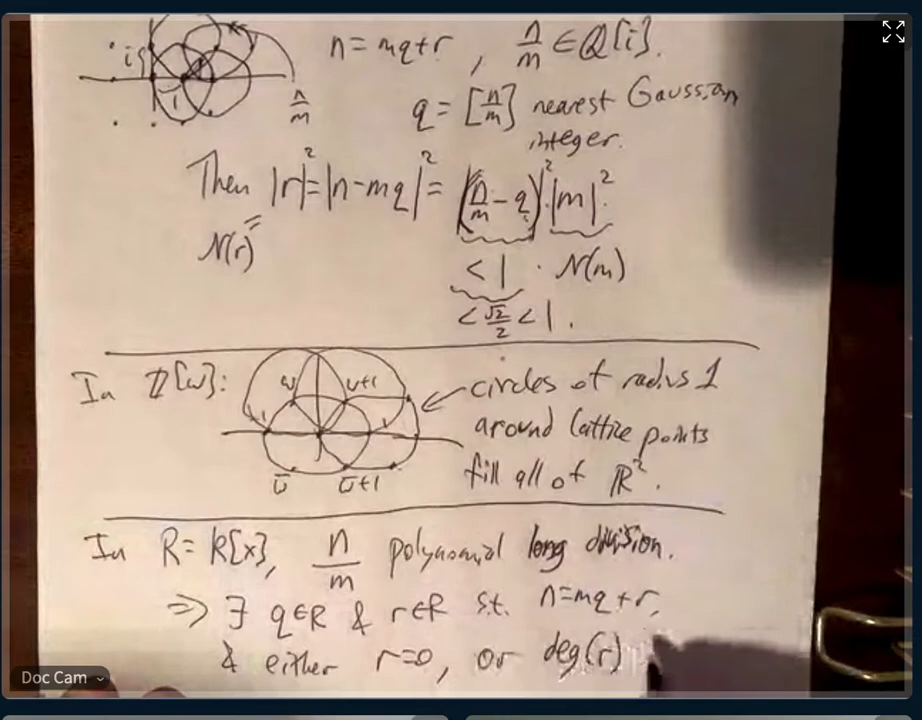 n = mq+r , n/m ∈ Q[i].
i
1
n/m
q = [n/m] nearest Gaussian
integer.
Then |r|² = |n-mq|² = |n/m - q|²·|m|².
N(r)
< 1 · N(m)
< √2/2 < 1.
In ℤ[ω]:
ω ω+1
-1 1
ω̄ ω̄+1
circles of radius 1
around lattice points
fill all of ℝ².
In R = k[x], n/m polynomial long division.
⇒ ∃ q∈R & r∈R s.t. n=mq+r,
& either r=0, or deg(r)
Doc Cam